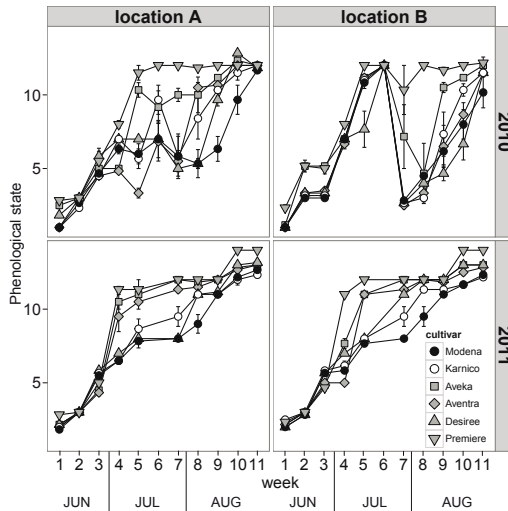 location A
location B
10
5
2010
Phenological state
10
5
2011
cultivar
Modena
Karnico
Aveka
Aventra
Desiree
Premiere
1 2 3 4 5 6 7 8 9 10 11
1 2 3 4 5 6 7 8 9 10 11
week
JUN JUL AUG
JUN JUL AUG